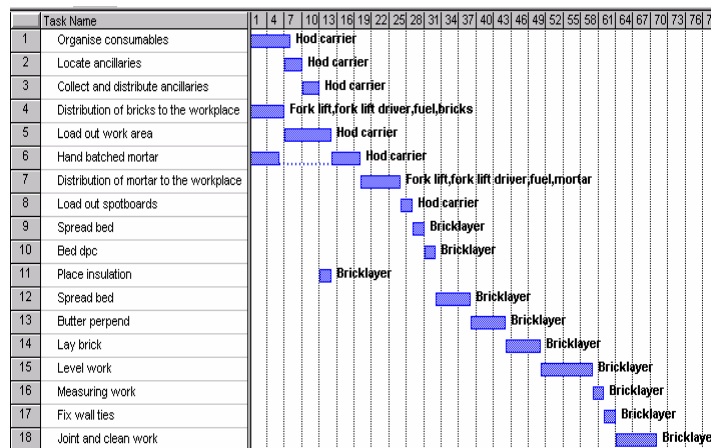 Task Name 1 4 7 10 13 16 19 22 25 28 31 34 37 40 43 46 49 52 55 58 61 64 67 70 73 76 7
1 Organise consumables Hod carrier
2 Locate ancillaries Hod carrier
3 Collect and distribute ancillaries Hod carrier
4 Distribution of bricks to the workplace Fork lift,fork lift driver,fuel,bricks
5 Load out work area Hod carrier
6 Hand batched mortar Hod carrier
7 Distribution of mortar to the workplace Fork lift,fork lift driver,fuel,mortar
8 Load out spotboards Hod carrier
9 Spread bed Bricklayer
10 Bed dpc Bricklayer
11 Place insulation Bricklayer
12 Spread bed Bricklayer
13 Butter perpend Bricklayer
14 Lay brick Bricklayer
15 Level work Bricklayer
16 Measuring work Bricklayer
17 Fix wall ties Bricklayer
18 Joint and clean work Bricklaye